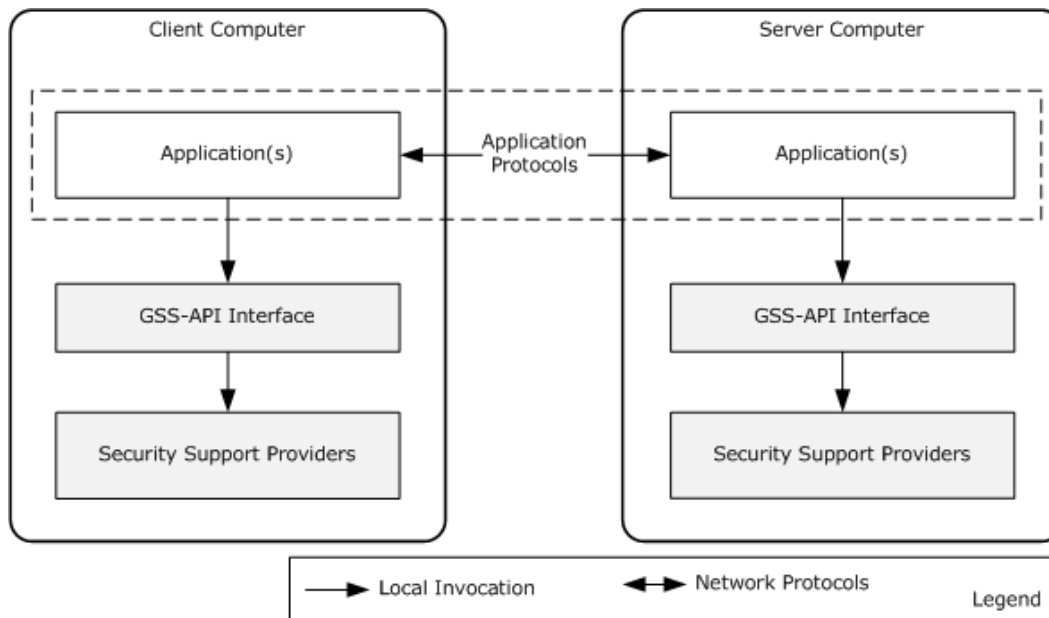 Client Computer
Server Computer
Application(s)
Application
Protocols
Application(s)
GSS-API Interface
GSS-API Interface
Security Support Providers
Security Support Providers
Local Invocation
Network Protocols
Legend